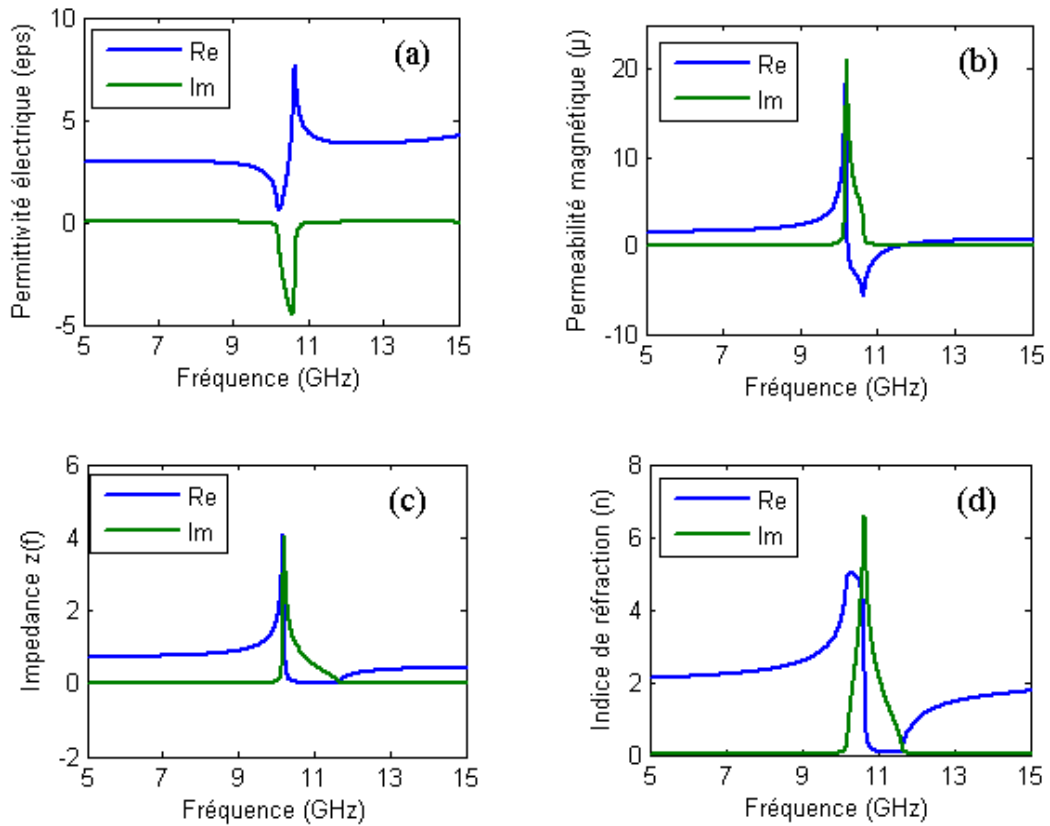 Permittivité électrique (eps)
10
5
0
-5
Re
Im
(a)
5
7
9
11
13
15
Fréquence (GHz)
Permeabilité magnétique (µ)
20
10
0
-10
Re
Im
(b)
5
7
9
11
13
15
Fréquence (GHz)
Impedance z(f)
6
4
2
0
-2
Re
Im
(c)
5
7
9
11
13
15
Fréquence (GHz)
Indice de réfraction (n)
8
6
4
2
0
Re
Im
(d)
5
7
9
11
13
15
Fréquence (GHz)